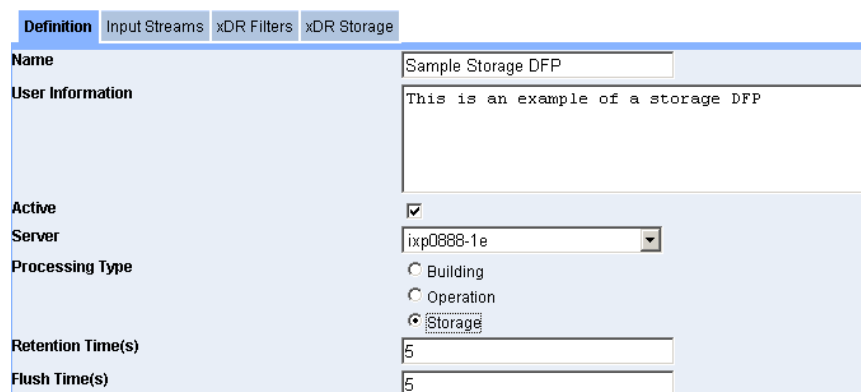 Definition Input Streams xDR Filters xDR Storage
Name Sample Storage DFP
User Information This is an example of a storage DFP
Active
Server ixp0888-1e
Processing Type Building
Operation
Storage
Retention Time(s) 5
Flush Time(s) 5